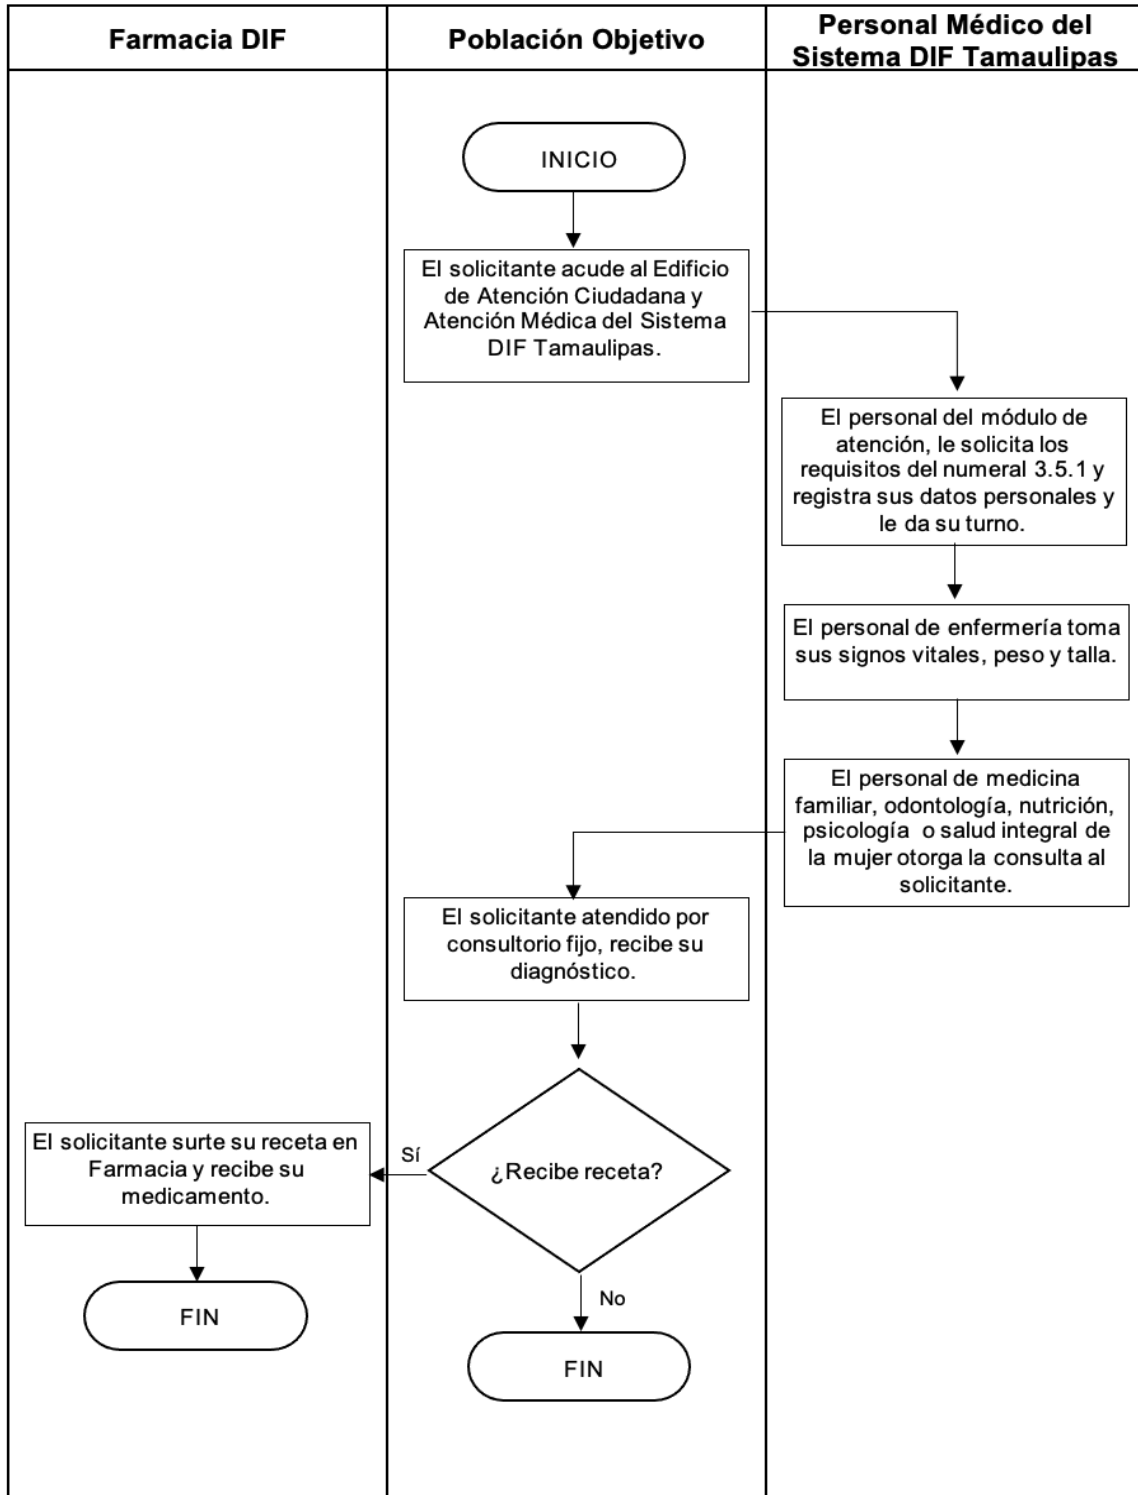 Farmacia DIF
Población Objetivo
Personal Médico del
Sistema DIF Tamaulipas
INICIO
El solicitante acude al Edificio
de Atención Ciudadana y
Atención Médica del Sistema
DIF Tamaulipas.
El personal del módulo de
atención, le solicita los
requisitos del numeral 3.5.1 y
registra sus datos personales y
le da su turno.
El personal de enfermería toma
sus signos vitales, peso y talla.
El personal de medicina
familiar, odontología, nutrición,
psicología o salud integral de
la mujer otorga la consulta al
solicitante.
El solicitante atendido por
consultorio fijo, recibe su
diagnóstico.
¿Recibe receta?
Sí
El solicitante surte su receta en
Farmacia y recibe su
medicamento.
FIN
No
FIN